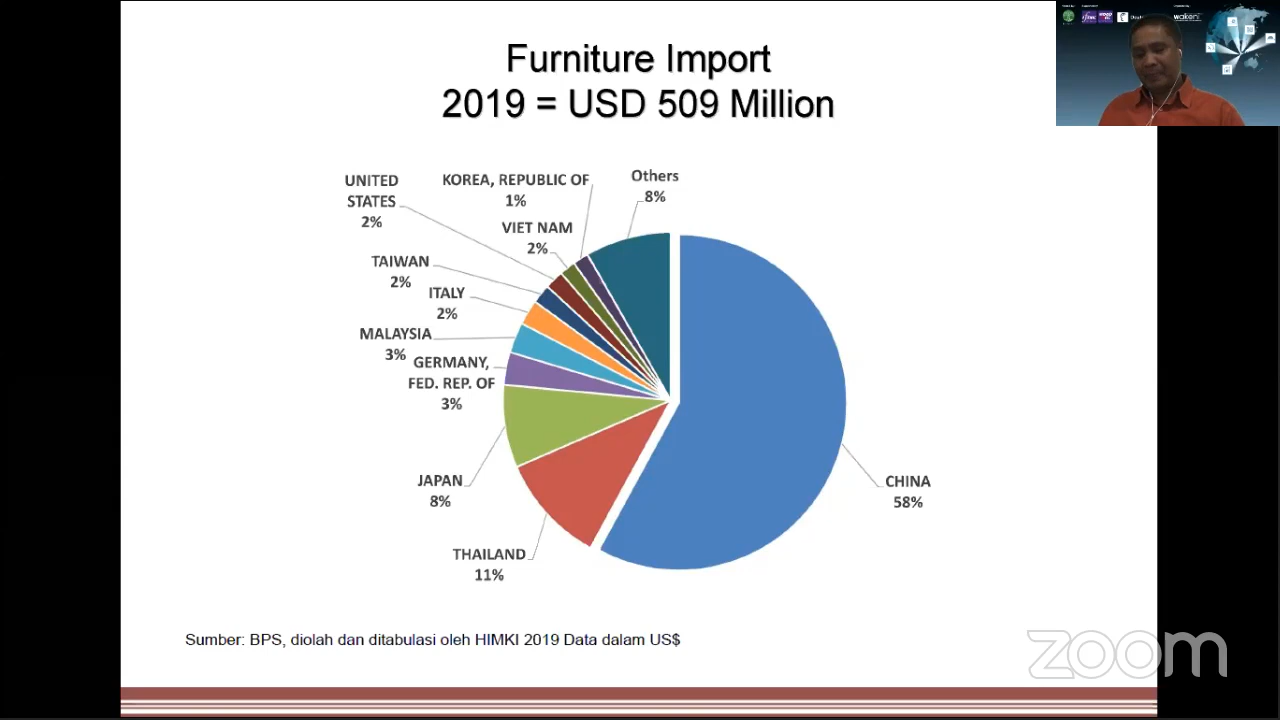 Furniture Import
2019 = USD 509 Million
UNITED
STATES
2%
KOREA, REPUBLIC OF
1%
Others
8%
VIET NAM
2%
TAIWAN
2%
ITALY
2%
MALAYSIA
3%
GERMANY,
FED. REP. OF
3%
JAPAN
8%
CHINA
58%
THAILAND
11%
Sumber: BPS, diolah dan ditabulasi oleh HIMKI 2019 Data dalam US$
zoom
wakeni